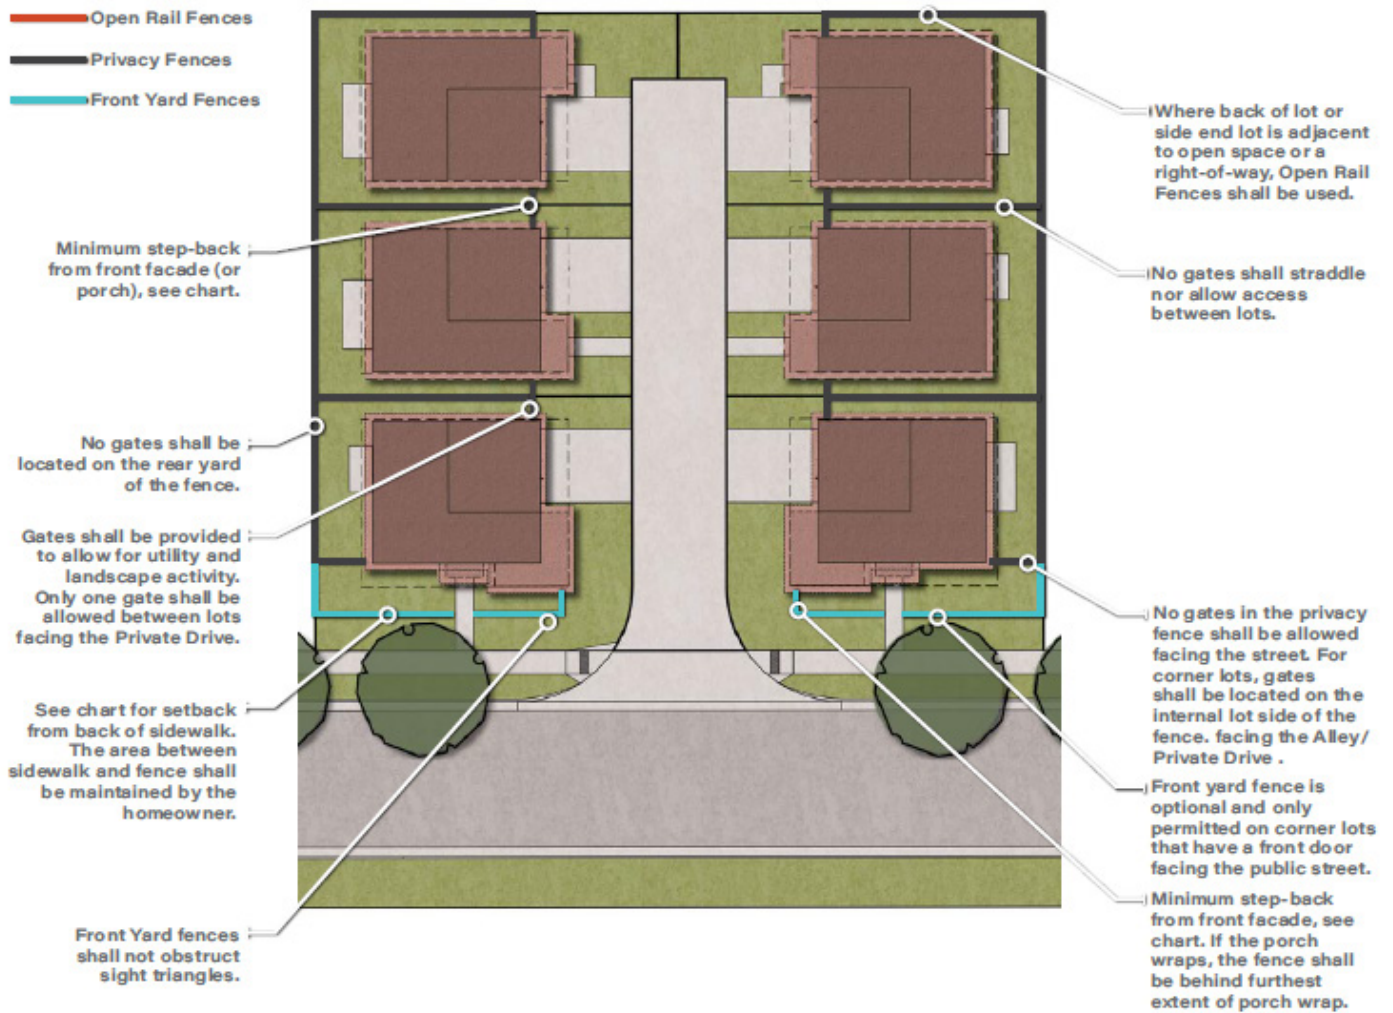 Open Rail Fences
Privacy Fences
Front Yard Fences
Minimum step-back
from front facade (or
porch), see chart.
No gates shall be
located on the rear yard
of the fence.
Gates shall be provided
to allow for utility and
landscape activity.
Only one gate shall be
allowed between lots
facing the Private Drive.
See chart for setback
from back of sidewalk.
The area between
sidewalk and fence shall
be maintained by the
homeowner.
Front Yard fences
shall not obstruct
sight triangles.
Where back of lot or
side end lot is adjacent
to open space or a
right-of-way, Open Rail
Fences shall be used.
No gates shall straddle
nor allow access
between lots.
No gates in the privacy
fence shall be allowed
facing the street. For
corner lots, gates
shall be located on the
internal lot side of the
fence. facing the Alley/
Private Drive .
Front yard fence is
optional and only
permitted on corner lots
that have a front door
facing the public street.
Minimum step-back
from front facade, see
chart. If the porch
wraps, the fence shall
be behind furthest
extent of porch wrap.